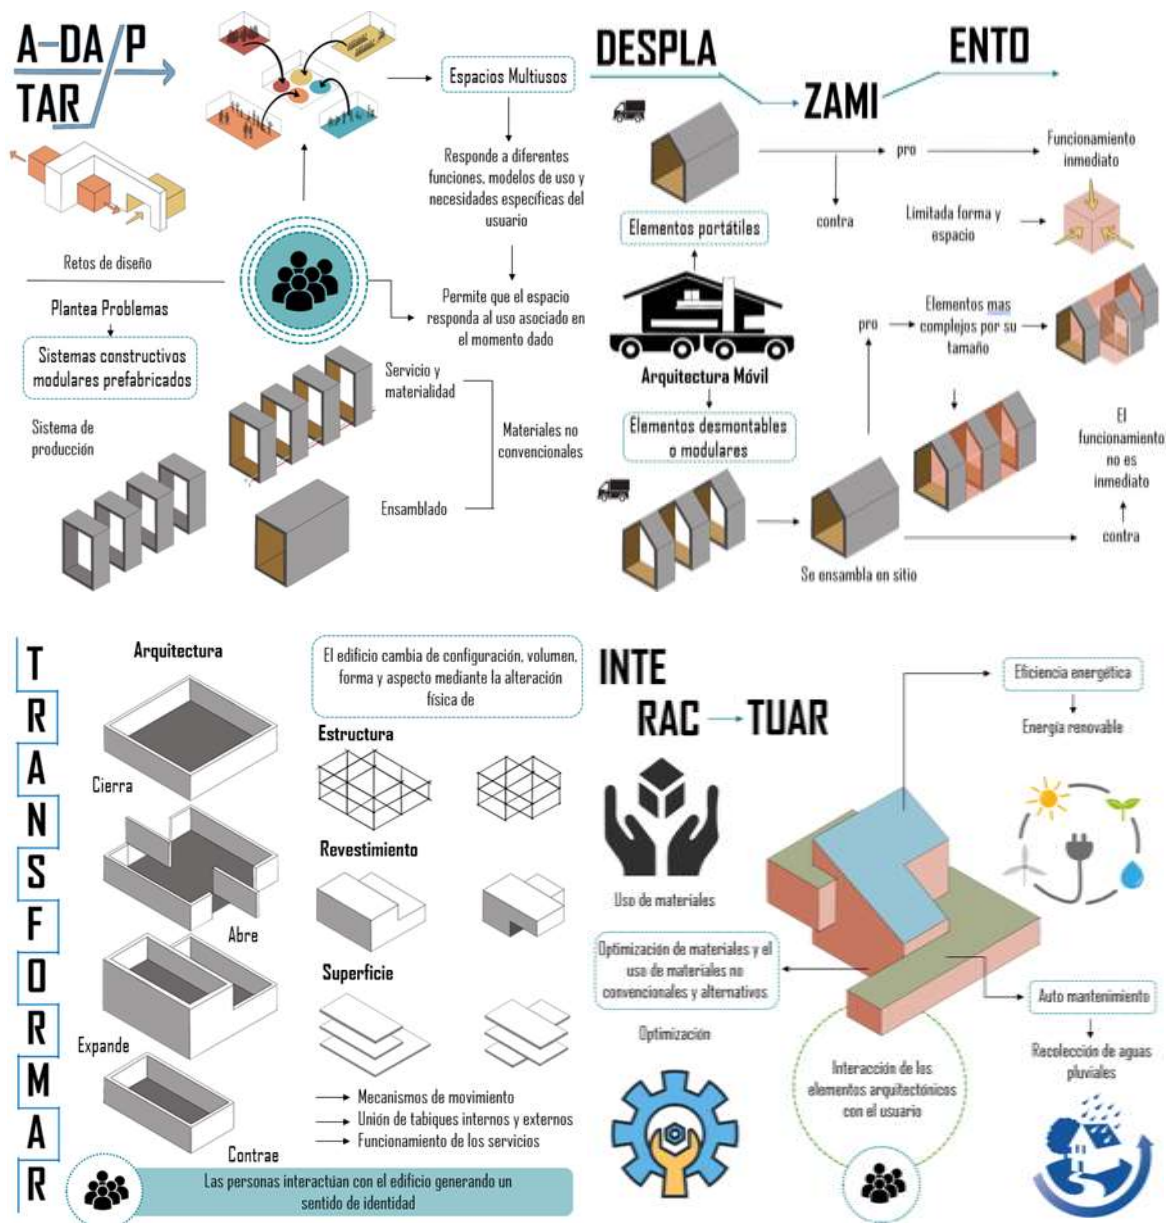 A-DA/P
TAR
Espacios Multiusos
Responde a diferentes
funciones, modelos de uso y
necesidades específicas del
usuario
Permite que el espacio
responda al uso asociado en
el momento dado
Retos de diseño
Plantea Problemas
Sistemas constructivos
modulares prefabricados
Sistema de
producción
Servicio y
materialidad
Materiales no
convencionales
Ensamblado
DESPLA
ZAMI
ENTO
pro
Funcionamiento
inmediato
contra
Limitada forma y
espacio
Elementos portátiles
Arquitectura Móvil
Elementos desmontables
o modulares
pro
Elementos mas
complejos por su
tamaño
El
funcionamiento
no es
inmediato
contra
Se ensambla en sitio
TRANSFORMAR
Arquitectura
Cierra
Abre
Expande
Contrae
El edificio cambia de configuración, volumen,
forma y aspecto mediante la alteración
física de
Estructura
Revestimiento
Superficie
Mecanismos de movimiento
Unión de tabiques internos y externos
Funcionamiento de los servicios
Las personas interactúan con el edificio generando un
sentido de identidad
INTE
RAC
TUAR
Eficiencia energética
Energía renovable
Uso de materiales
Optimización de materiales y el
uso de materiales no
convencionales y alternativos
Optimización
Auto mantenimiento
Recolección de aguas
pluviales
Interacción de los
elementos arquitectónicos
con el usuario